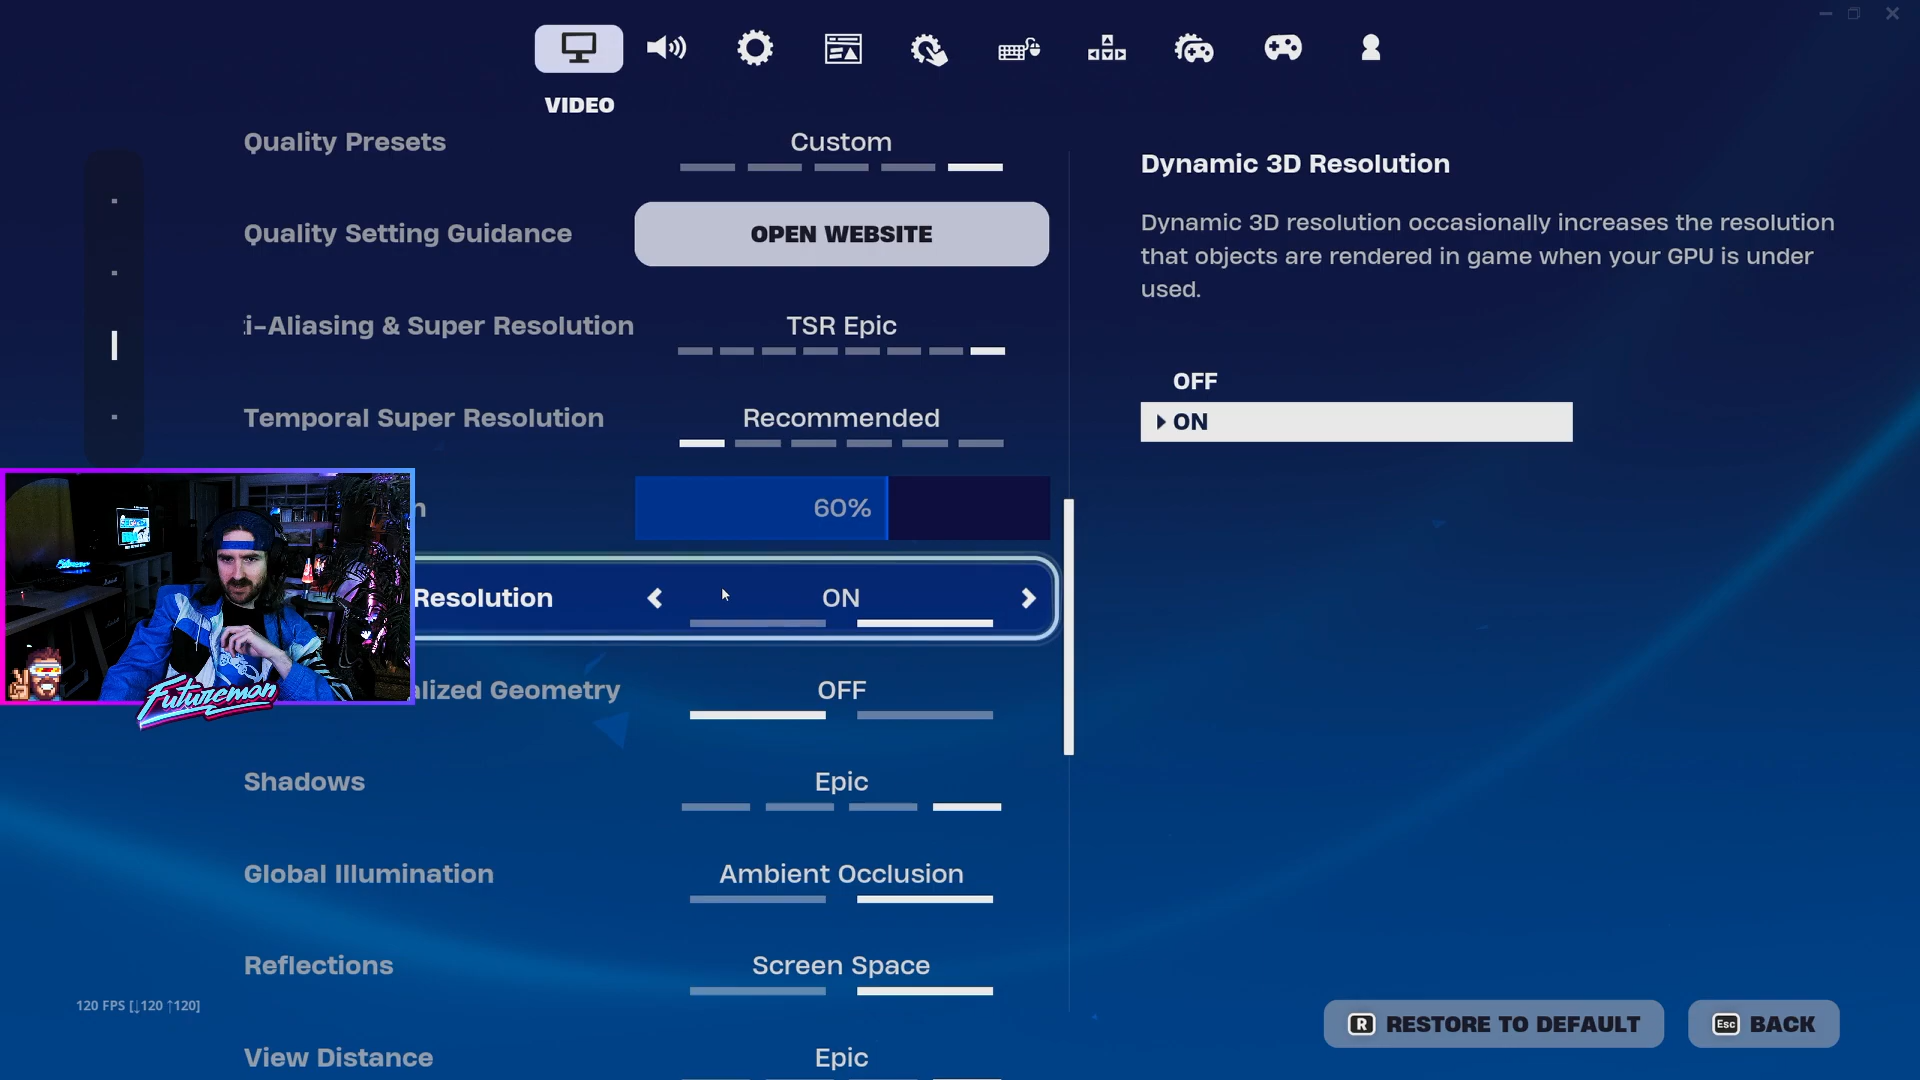 VIDEO
Quality Presets
Custom
Dynamic 3D Resolution
Quality Setting Guidance
OPEN WEBSITE
Dynamic 3D resolution occasionally increases the resolution
that objects are rendered in game when your GPU is under
used.
i-Aliasing & Super Resolution
TSR Epic
OFF
ON
Temporal Super Resolution
Recommended
n
60%
Resolution
ON
alized Geometry
OFF
Futureman
Shadows
Epic
Global Illumination
Ambient Occlusion
Reflections
Screen Space
120 FPS [↓120 ↑120]
R RESTORE TO DEFAULT
Esc BACK
View Distance
Epic